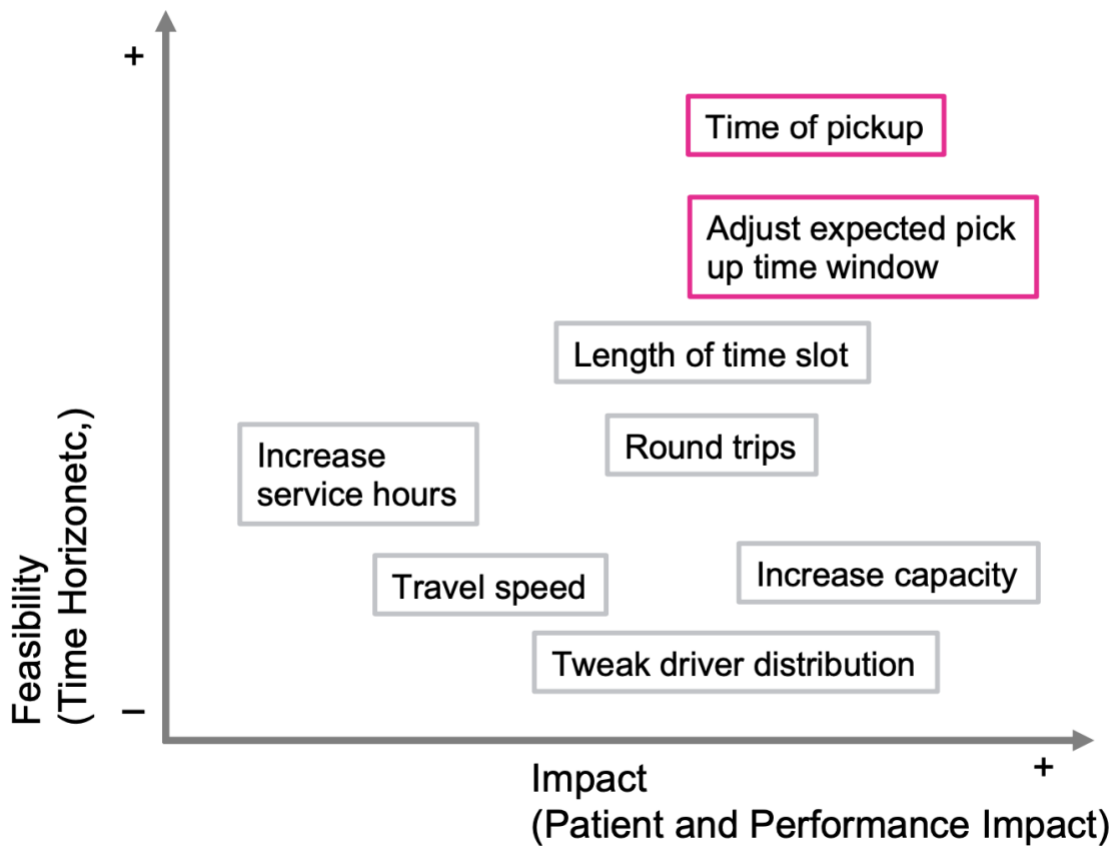 +
Time of pickup
Adjust expected pick
up time window
Length of time slot
Round trips
Increase
service hours
Increase capacity
Travel speed
Tweak driver distribution
Feasibility
(Time Horizonetc,)
–
+
Impact
(Patient and Performance Impact)